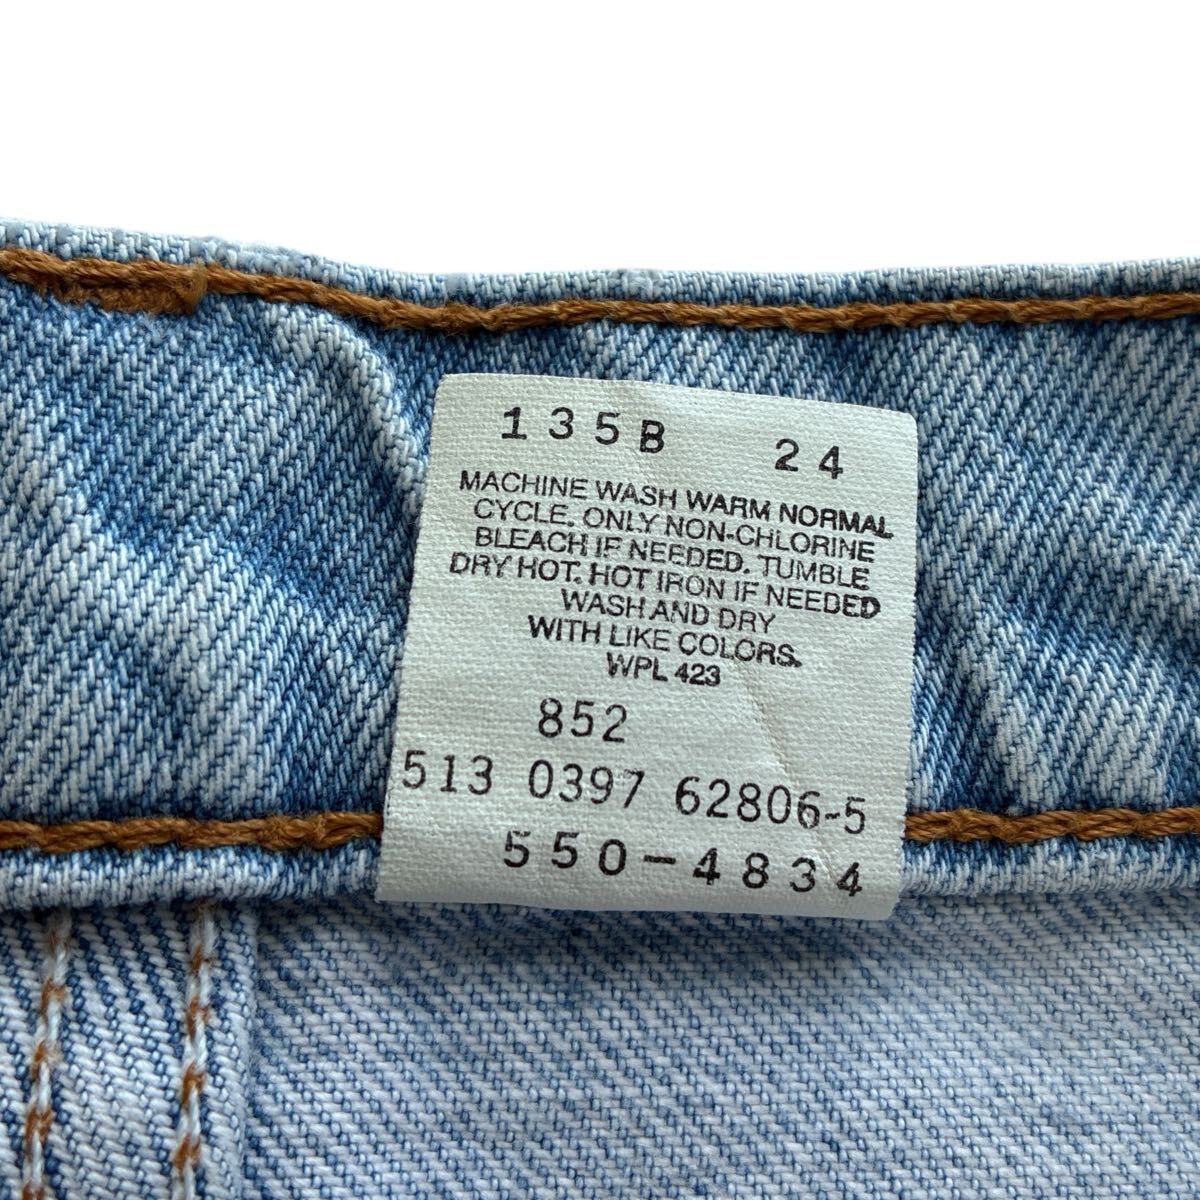 135B 24
MACHINE WASH WARM NORMAL
CYCLE. ONLY NON-CHLORINE
BLEACH IF NEEDED. TUMBLE
DRY HOT. HOT IRON IF NEEDED
WASH AND DRY
WITH LIKE COLORS.
WPL 423
852
513 0397 62806-5
550-4834